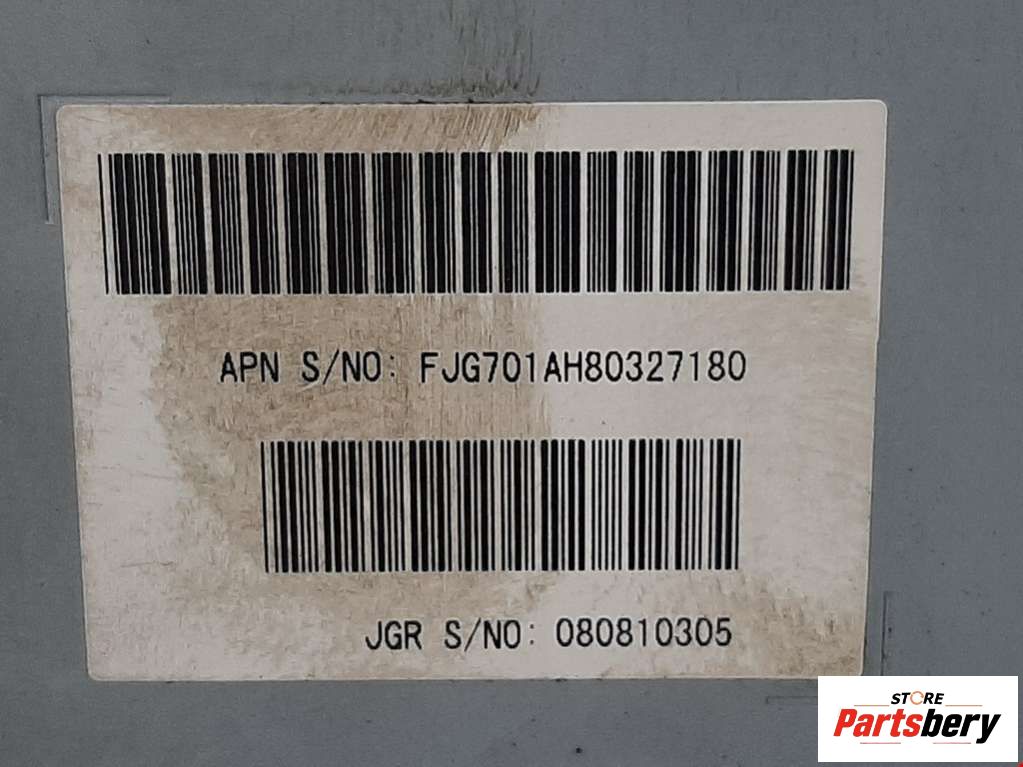 APN S/NO: FJG701AH80327180
JGR S/NO: 080810305
STORE
Partsbery